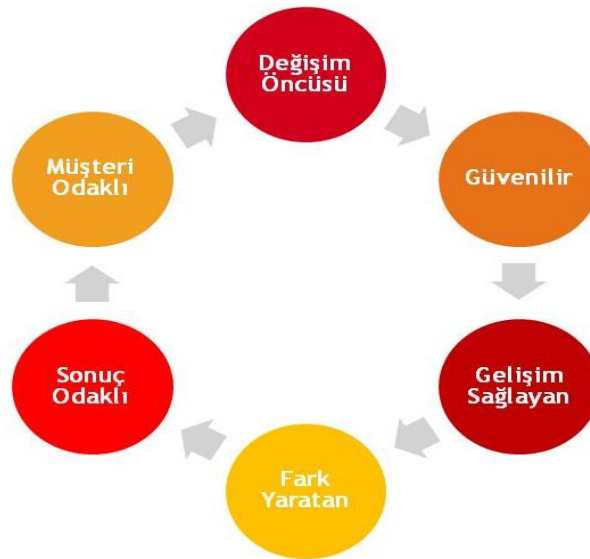 Değişim
Öncüsü
Güvenilir
Gelişim
Sağlayan
Fark
Yaratan
Sonuç
Odaklı
Müşteri
Odaklı